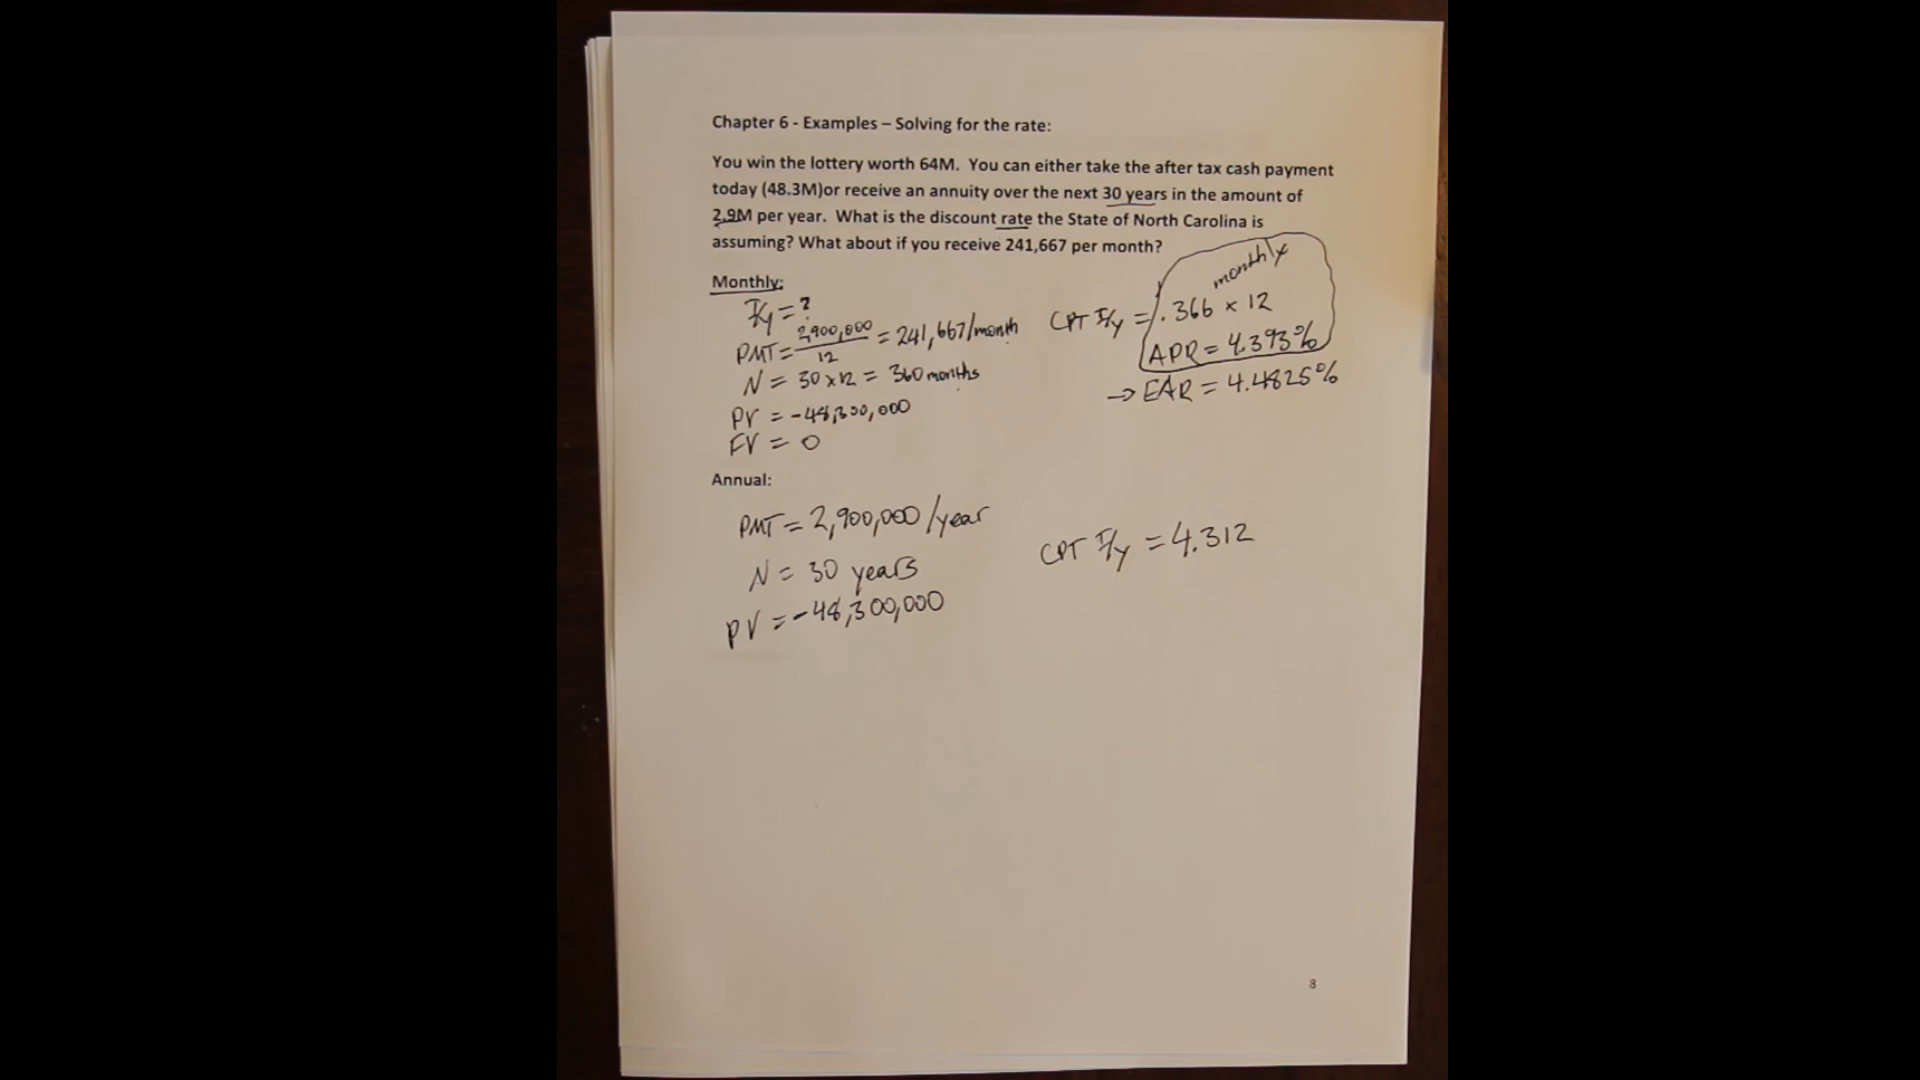 Chapter 6 - Examples – Solving for the rate:
You win the lottery worth 64M. You can either take the after tax cash payment
today (48.3M)or receive an annuity over the next 30 years in the amount of
2.9M per year. What is the discount rate the State of North Carolina is
assuming? What about if you receive 241,667 per month?
Monthly:
I/y = ?
PMT = 2,900,000 / 12 = 241,667/month
N = 30 x 12 = 360 months
PV = -48,300,000
FV = 0
monthly
CPT I/y = .366 x 12
APR = 4.393%
→ EAR = 4.4825%
Annual:
PMT = 2,900,000/year
N = 30 years
PV = -48,300,000
CPT I/y = 4.312
8